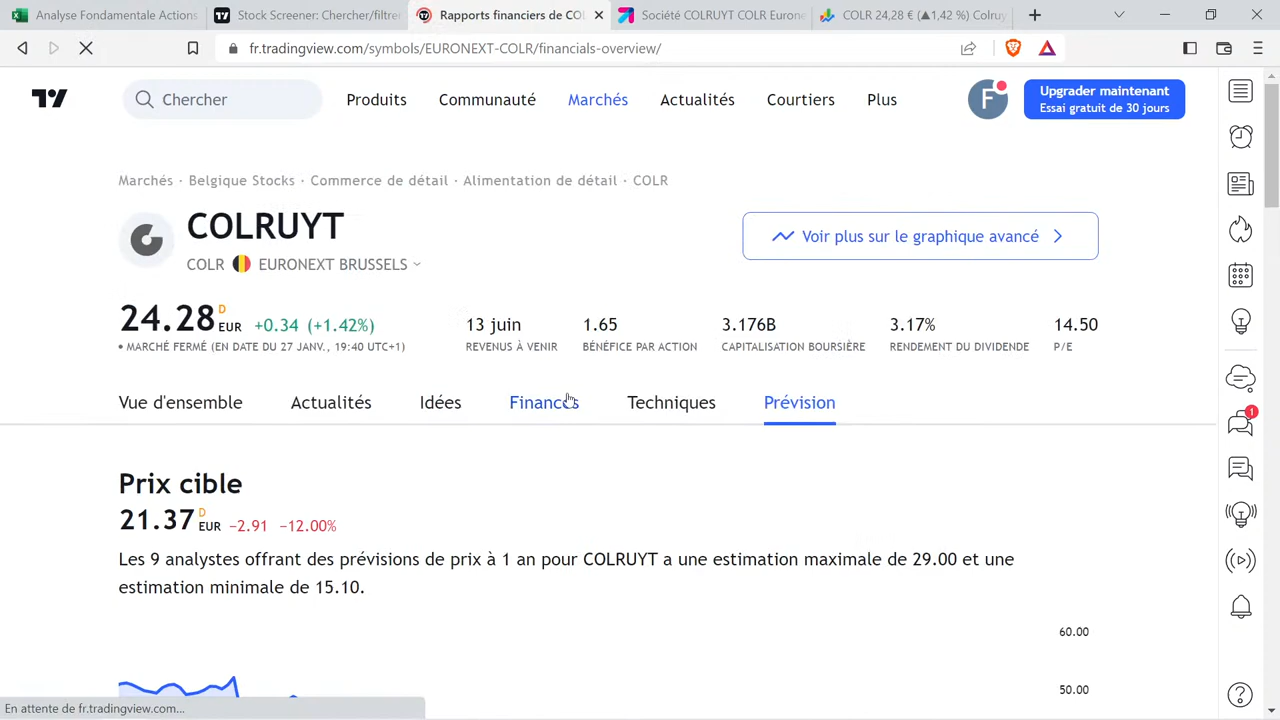 Analyse Fondamentale Actions
Stock Screener: Chercher/filtrer
Rapports financiers de COL
Société COLRUYT COLR Euron
COLR 24,28 € (▲1,42 %) Colruy
fr.tradingview.com/symbols/EURONEXT-COLR/financials-overview/
Chercher
Produits
Communauté
Marchés
Actualités
Courtiers
Plus
F
Upgrader maintenant
Essai gratuit de 30 jours
Marchés · Belgique Stocks · Commerce de détail · Alimentation de détail · COLR
COLRUYT
COLR EURONEXT BRUSSELS
Voir plus sur le graphique avancé
24.28 D EUR +0.34 (+1.42%)
• MARCHÉ FERMÉ (EN DATE DU 27 JANV., 19:40 UTC+1)
13 juin
REVENUS À VENIR
1.65
BÉNÉFICE PAR ACTION
3.176B
CAPITALISATION BOURSIÈRE
3.17%
RENDEMENT DU DIVIDENDE
14.50
P/E
Vue d'ensemble
Actualités
Idées
Finances
Techniques
Prévision
Prix cible
21.37 D EUR −2.91 −12.00%
Les 9 analystes offrant des prévisions de prix à 1 an pour COLRUYT a une estimation maximale de 29.00 et une
estimation minimale de 15.10.
60.00
50.00
1
En attente de fr.tradingview.com...